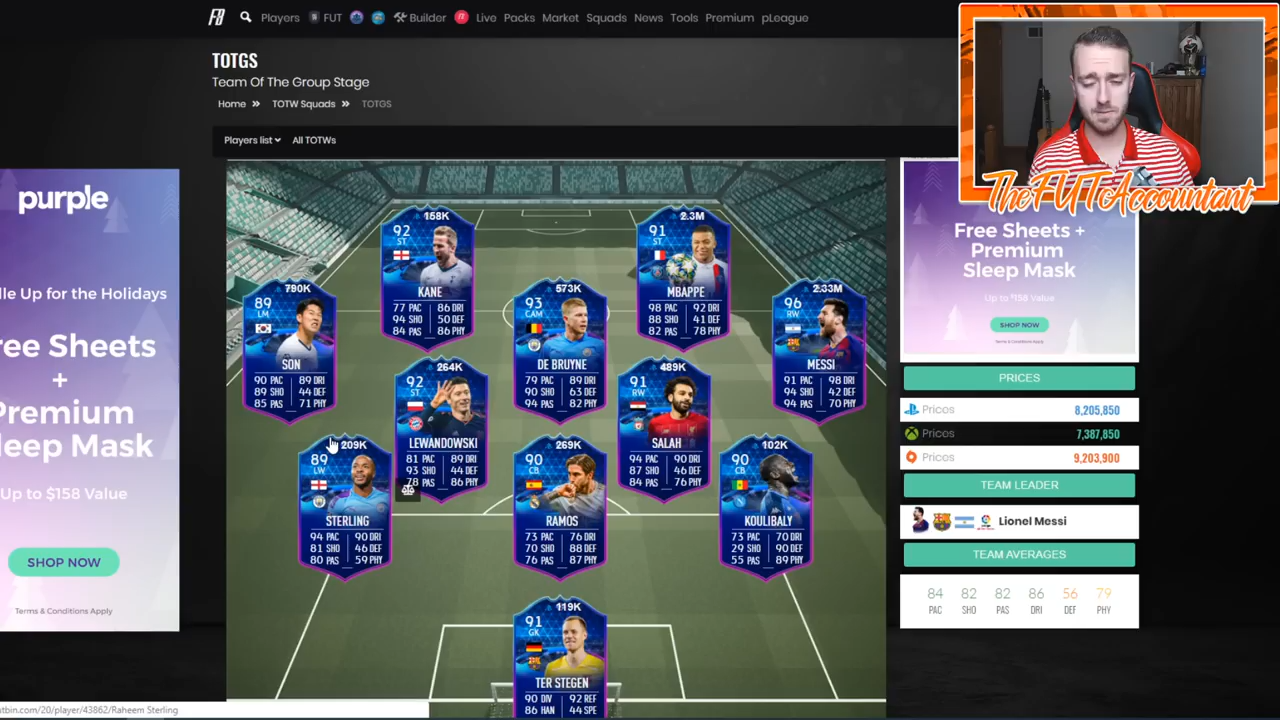 Players FUT Builder Live Packs Market Squads News Tools Premium pLeague
TOTGS
Team Of The Group Stage
Home » TOTW Squads » TOTGS
Players list All TOTWs
TheFUTAccountant
purple
lle Up for the Holidays
ree Sheets
+
Premium
leep Mask
Up to $158 Value
SHOP NOW
Terms & Conditions Apply
158K
92
ST
KANE
77 PAC 86 DRI
94 SHO 50 DEF
84 PAS 86 PHY
2.3M
91
ST
MBAPPE
98 PAC 92 DRI
88 SHO 41 DEF
82 PAS 78 PHY
790K
89
LM
SON
90 PAC 89 DRI
89 SHO 44 DEF
85 PAS 71 PHY
573K
93
CAM
DE BRUYNE
79 PAC 89 DRI
90 SHO 63 DEF
94 PAS 82 PHY
2.33M
96
RW
MESSI
91 PAC 98 DRI
94 SHO 42 DEF
94 PAS 70 PHY
264K
92
ST
LEWANDOWSKI
81 PAC 89 DRI
93 SHO 44 DEF
78 PAS 86 PHY
489K
91
RW
SALAH
94 PAC 90 DRI
87 SHO 46 DEF
84 PAS 76 PHY
209K
89
LW
STERLING
94 PAC 90 DRI
81 SHO 46 DEF
80 PAS 59 PHY
269K
90
CB
RAMOS
73 PAC 76 DRI
70 SHO 88 DEF
76 PAS 87 PHY
102K
90
CB
KOULIBALY
73 PAC 70 DRI
29 SHO 90 DEF
55 PAS 89 PHY
119K
91
GK
TER STEGEN
90 DIV 92 REF
86 HAN 44 SPE
Free Sheets +
Premium
Sleep Mask
Up to $158 Value
SHOP NOW
Terms & Conditions Apply
PRICES
Prices 8,205,850
Prices 7,387,850
Prices 9,203,900
TEAM LEADER
Lionel Messi
TEAM AVERAGES
84 82 82 86 56 79
PAC SHO PAS DRI DEF PHY
tbin.com/20/player/43862/Raheem Sterling